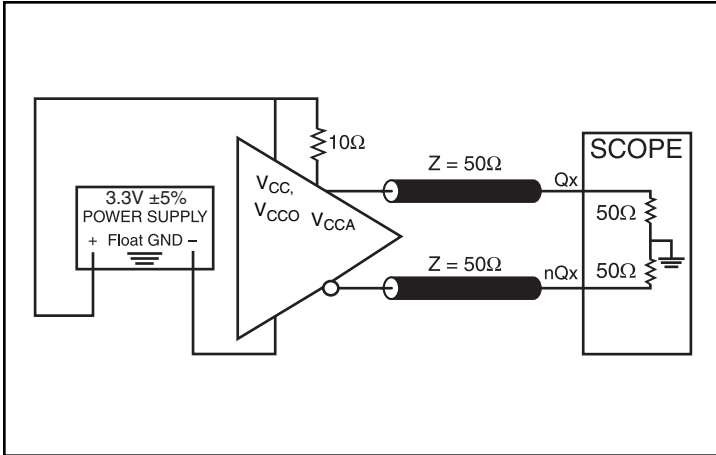 3.3V ±5%
POWER SUPPLY
+ Float GND –
10Ω
VCC,
VCCO
VCCA
Z = 50Ω
Qx
Z = 50Ω
nQx
SCOPE
50Ω
50Ω